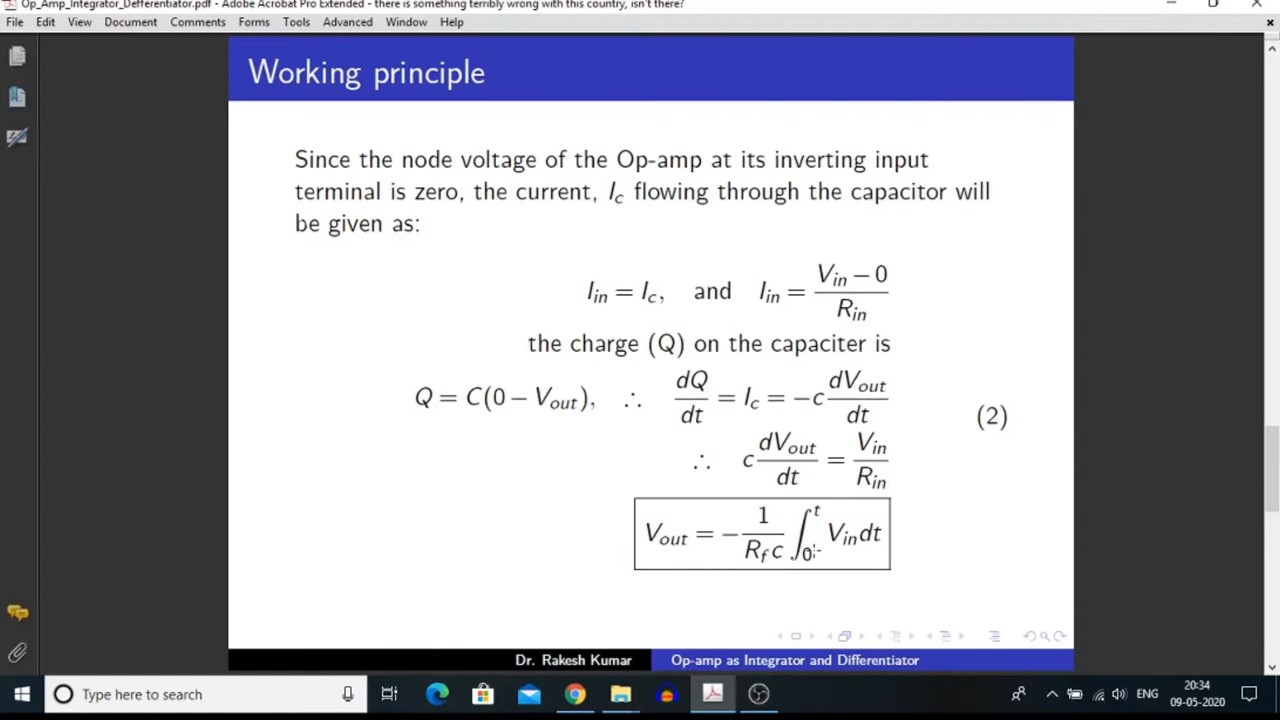 Op_Amp_Integrator_Defferentiator.pdf - Adobe Acrobat Pro Extended - there is something terribly wrong with this country, isn't there?
File Edit View Document Comments Forms Tools Advanced Window Help
Working principle
Since the node voltage of the Op-amp at its inverting input
terminal is zero, the current, I_c flowing through the capacitor will
be given as:
I_in = I_c, and I_in = (V_in − 0)/R_in
the charge (Q) on the capaciter is
Q = C(0 − V_out), ∴ dQ/dt = I_c = −c dV_out/dt
(2)
∴ c dV_out/dt = V_in/R_in
V_out = − 1/(R_f c) ∫_0^t V_in dt
Dr. Rakesh Kumar Op-amp as Integrator and Differentiator
Type here to search
ENG
20:34
09-05-2020